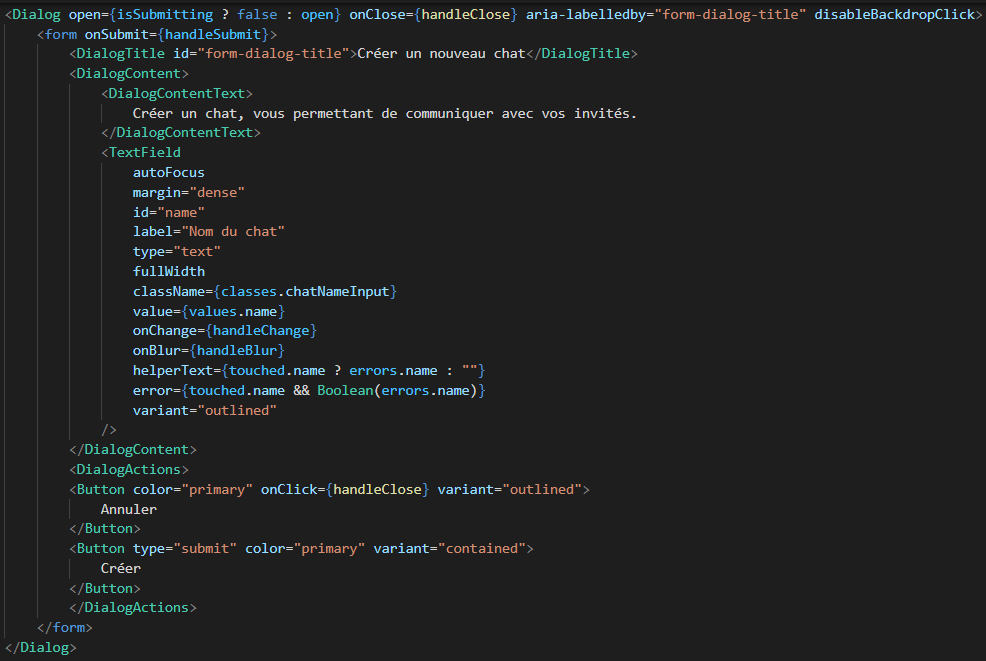 <Dialog open={isSubmitting ? false : open} onClose={handleClose} aria-labelledby="form-dialog-title" disableBackdropClick>
<form onSubmit={handleSubmit}>
<DialogTitle id="form-dialog-title">Créer un nouveau chat</DialogTitle>
<DialogContent>
<DialogContentText>
Créer un chat, vous permettant de communiquer avec vos invités.
</DialogContentText>
<TextField
autoFocus
margin="dense"
id="name"
label="Nom du chat"
type="text"
fullWidth
className={classes.chatNameInput}
value={values.name}
onChange={handleChange}
onBlur={handleBlur}
helperText={touched.name ? errors.name : ""}
error={touched.name && Boolean(errors.name)}
variant="outlined"
/>
</DialogContent>
<DialogActions>
<Button color="primary" onClick={handleClose} variant="outlined">
Annuler
</Button>
<Button type="submit" color="primary" variant="contained">
Créer
</Button>
</DialogActions>
</form>
</Dialog>